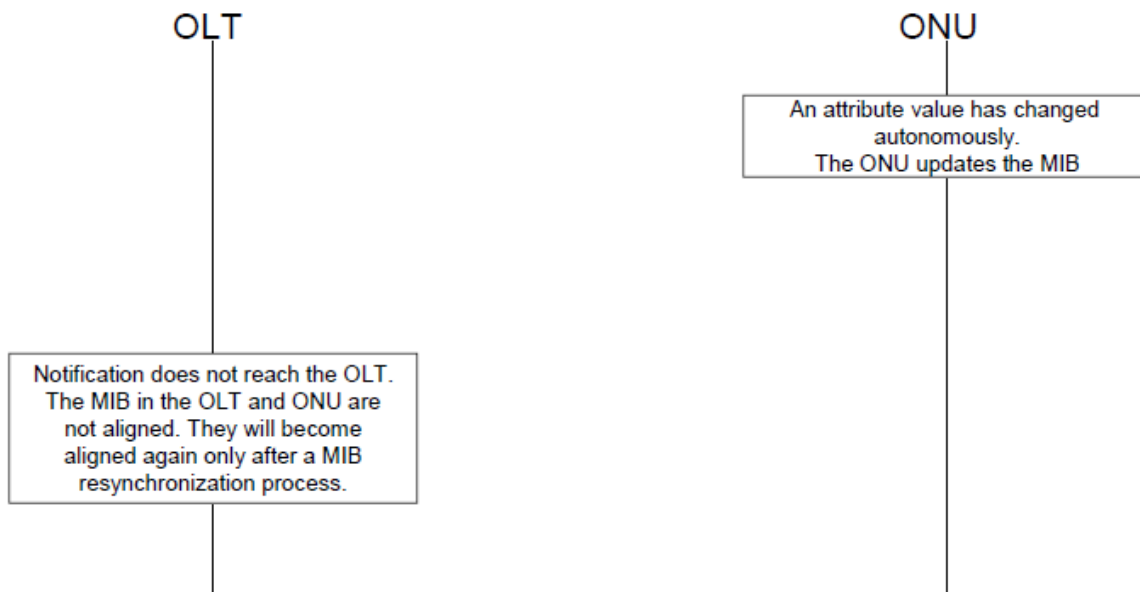 OLT
ONU
An attribute value has changed
autonomously.
The ONU updates the MIB
Notification does not reach the OLT.
The MIB in the OLT and ONU are
not aligned. They will become
aligned again only after a MIB
resynchronization process.